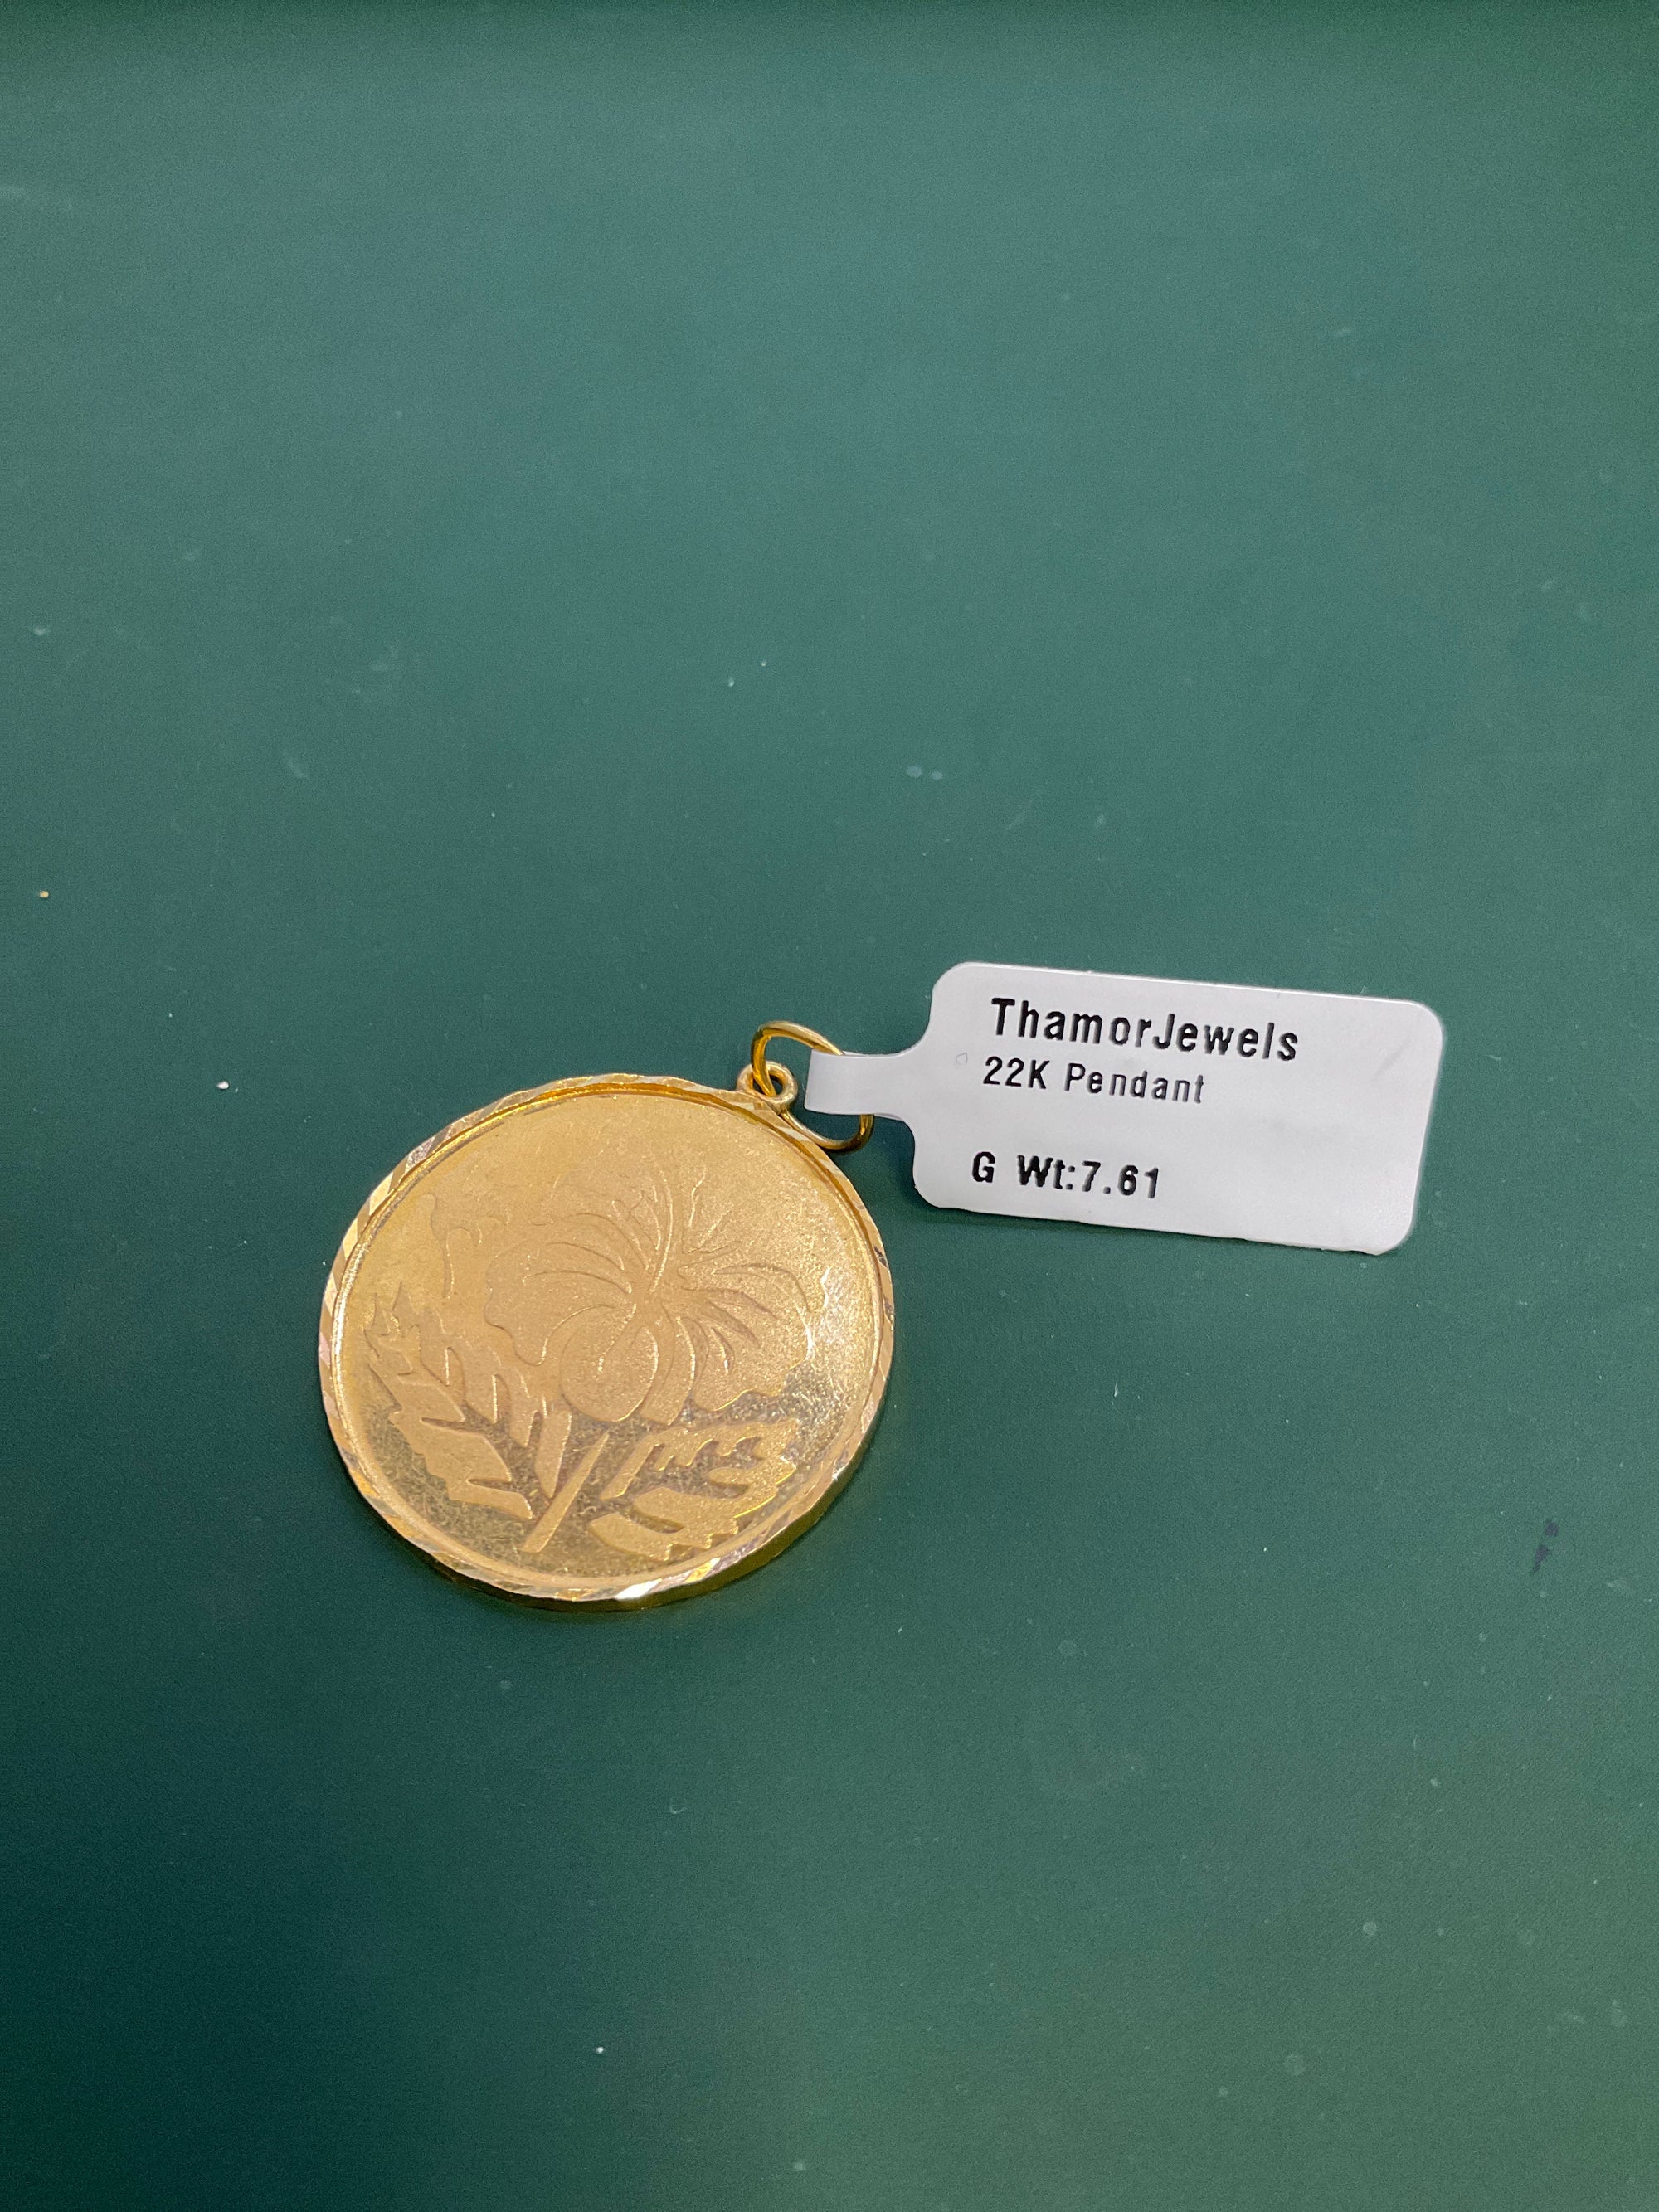 ThamorJewels
22K Pendant
G Wt:7.61